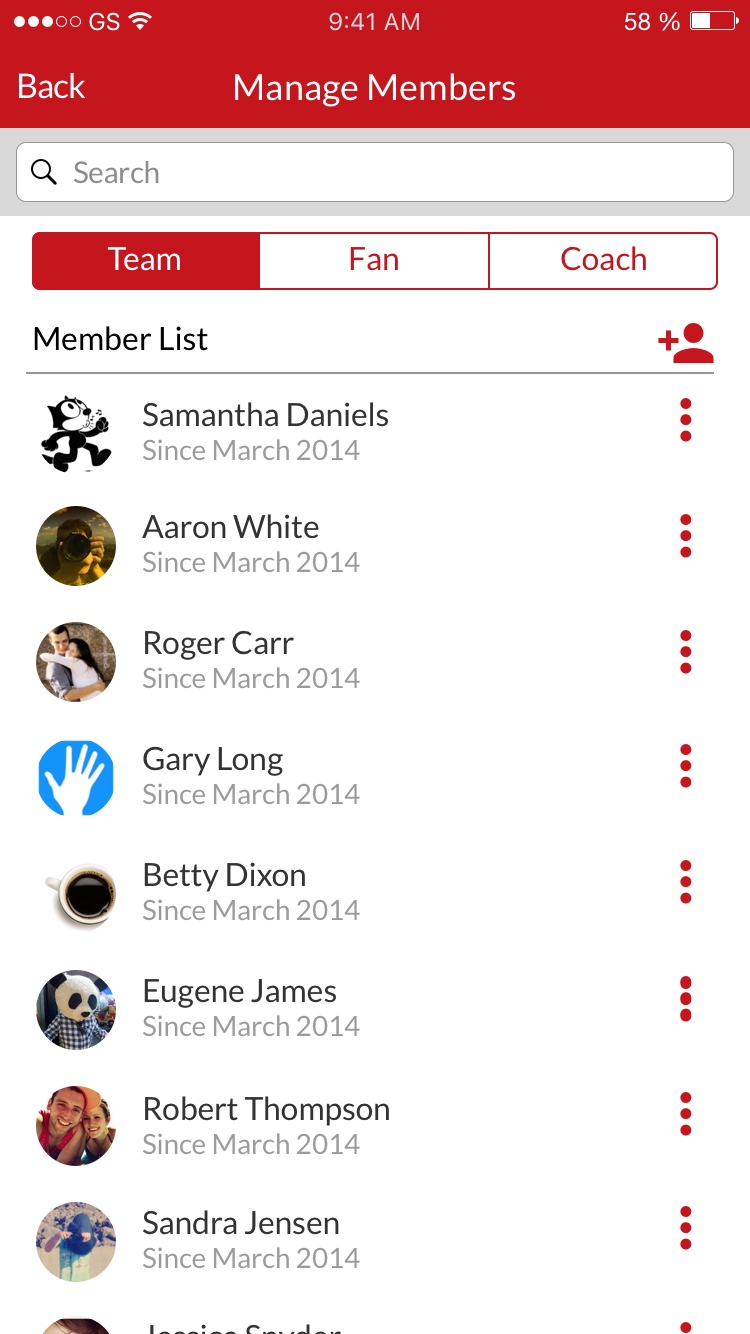 GS 9:41 AM 58 %
Back Manage Members
Search
Team Fan Coach
Member List
Samantha Daniels
Since March 2014
Aaron White
Since March 2014
Roger Carr
Since March 2014
Gary Long
Since March 2014
Betty Dixon
Since March 2014
Eugene James
Since March 2014
Robert Thompson
Since March 2014
Sandra Jensen
Since March 2014
Jessica Snyder